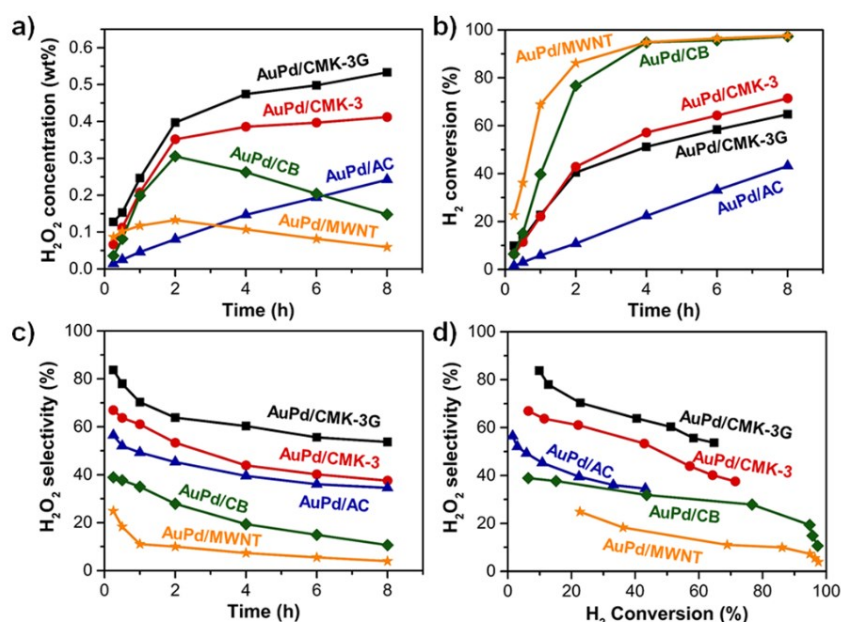 a)
H₂O₂ concentration (wt%)
0.6
0.5
0.4
0.3
0.2
0.1
0.0
AuPd/CMK-3G
AuPd/CMK-3
AuPd/CB
AuPd/AC
AuPd/MWNT
0 2 4 6 8
Time (h)
b)
H₂ conversion (%)
100
80
60
40
20
0
AuPd/MWNT
AuPd/CB
AuPd/CMK-3
AuPd/CMK-3G
AuPd/AC
0 2 4 6 8
Time (h)
c)
H₂O₂ selectivity (%)
100
80
60
40
20
0
AuPd/CMK-3G
AuPd/CMK-3
AuPd/AC
AuPd/CB
AuPd/MWNT
0 2 4 6 8
Time (h)
d)
H₂O₂ selectivity (%)
100
80
60
40
20
0
AuPd/CMK-3G
AuPd/CMK-3
AuPd/AC
AuPd/CB
AuPd/MWNT
0 10 20 30 40 50 60 70 80 90 100
H₂ Conversion (%)